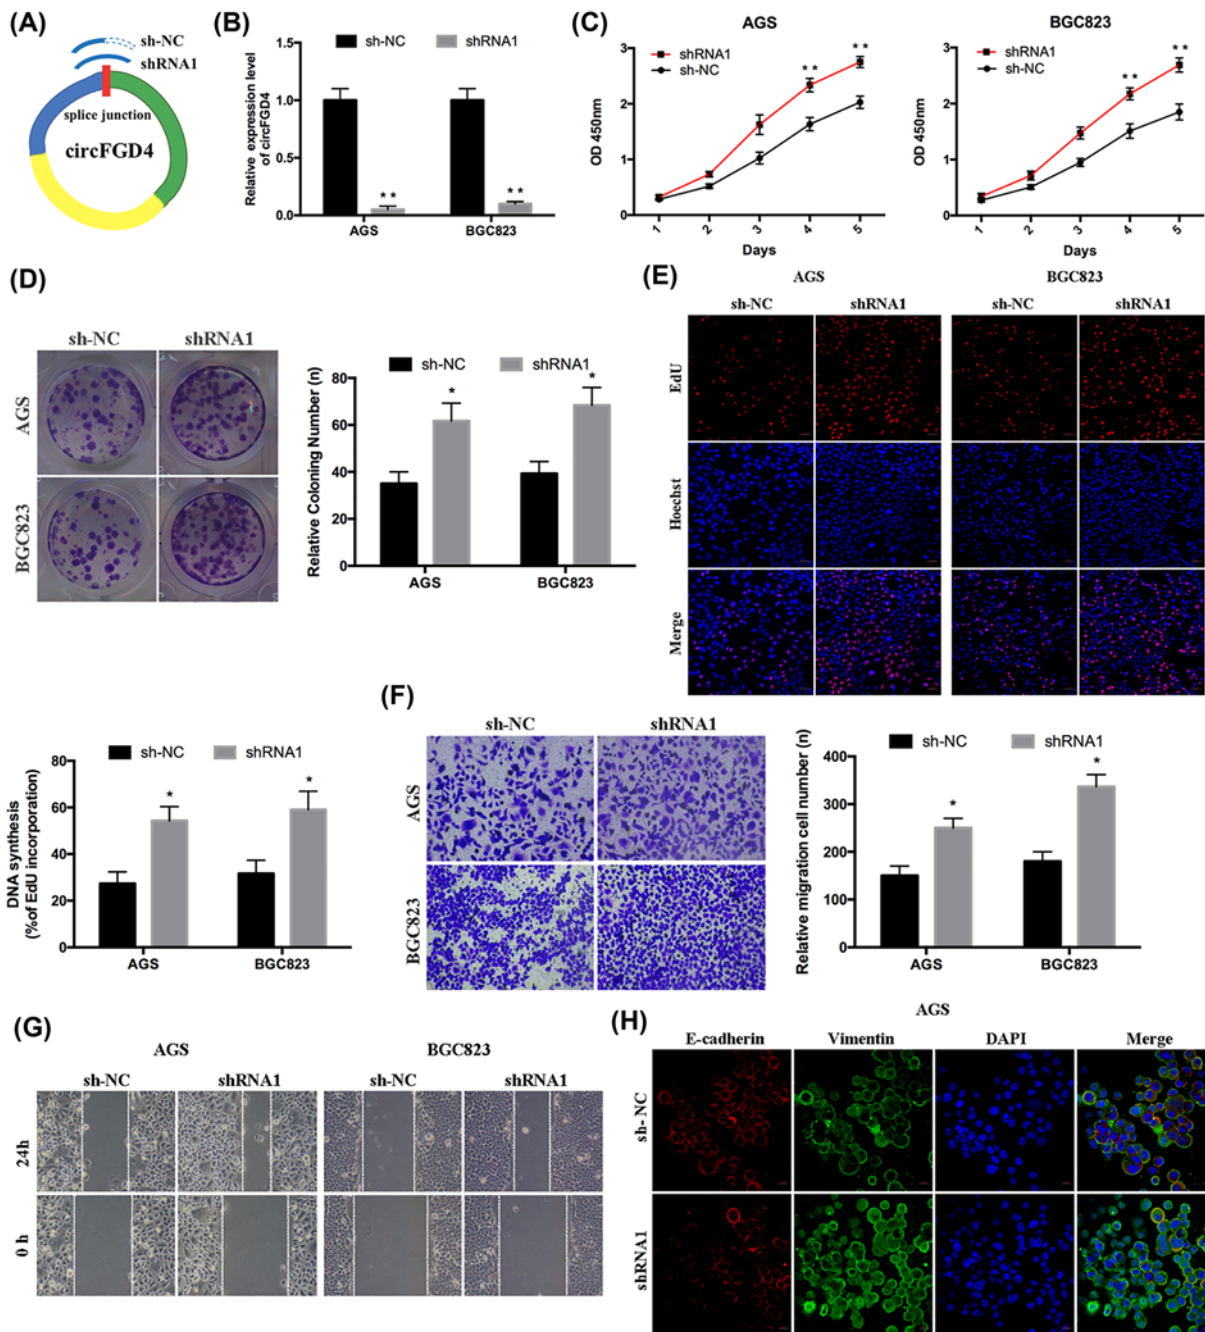 (A)
sh-NC
shRNA1
splice junction
circFGD4
(B)
sh-NC
shRNA1
Relative expression level
of circFGD4
1.5
1.0
0.5
0.0
**
**
AGS
BGC823
(C)
AGS
shRNA1
sh-NC
OD 450nm
3
2
1
0
**
**
1
2
3
4
5
Days
BGC823
shRNA1
sh-NC
OD 450nm
3
2
1
0
**
**
1
2
3
4
5
Days
(D)
sh-NC
shRNA1
AGS
BGC823
sh-NC
shRNA1
Relative Coloning Number (n)
80
60
40
20
0
*
*
AGS
BGC823
(E)
AGS
BGC823
sh-NC
shRNA1
sh-NC
shRNA1
EdU
Hoechst
Merge
sh-NC
shRNA1
DNA synthesis
(%of EdU incorporation)
80
60
40
20
0
*
*
AGS
BGC823
(F)
sh-NC
shRNA1
AGS
BGC823
sh-NC
shRNA1
Relative migration cell number (n)
400
300
200
150
100
0
*
*
AGS
BGC823
(G)
AGS
BGC823
sh-NC
shRNA1
sh-NC
shRNA1
24h
0 h
(H)
AGS
E-cadherin
Vimentin
DAPI
Merge
sh- NC
shRNA1